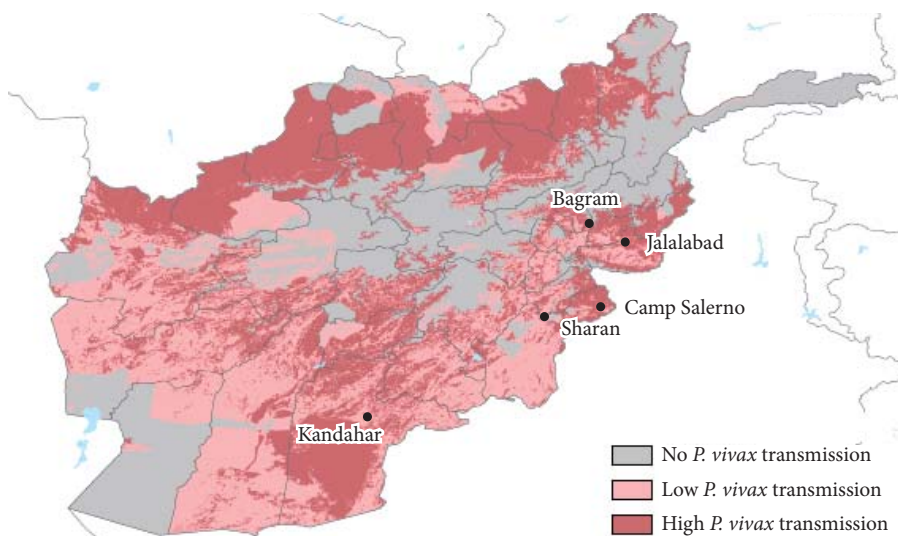 Bagram
Jalalabad
Camp Salerno
Sharan
Kandahar
No P. vivax transmission
Low P. vivax transmission
High P. vivax transmission